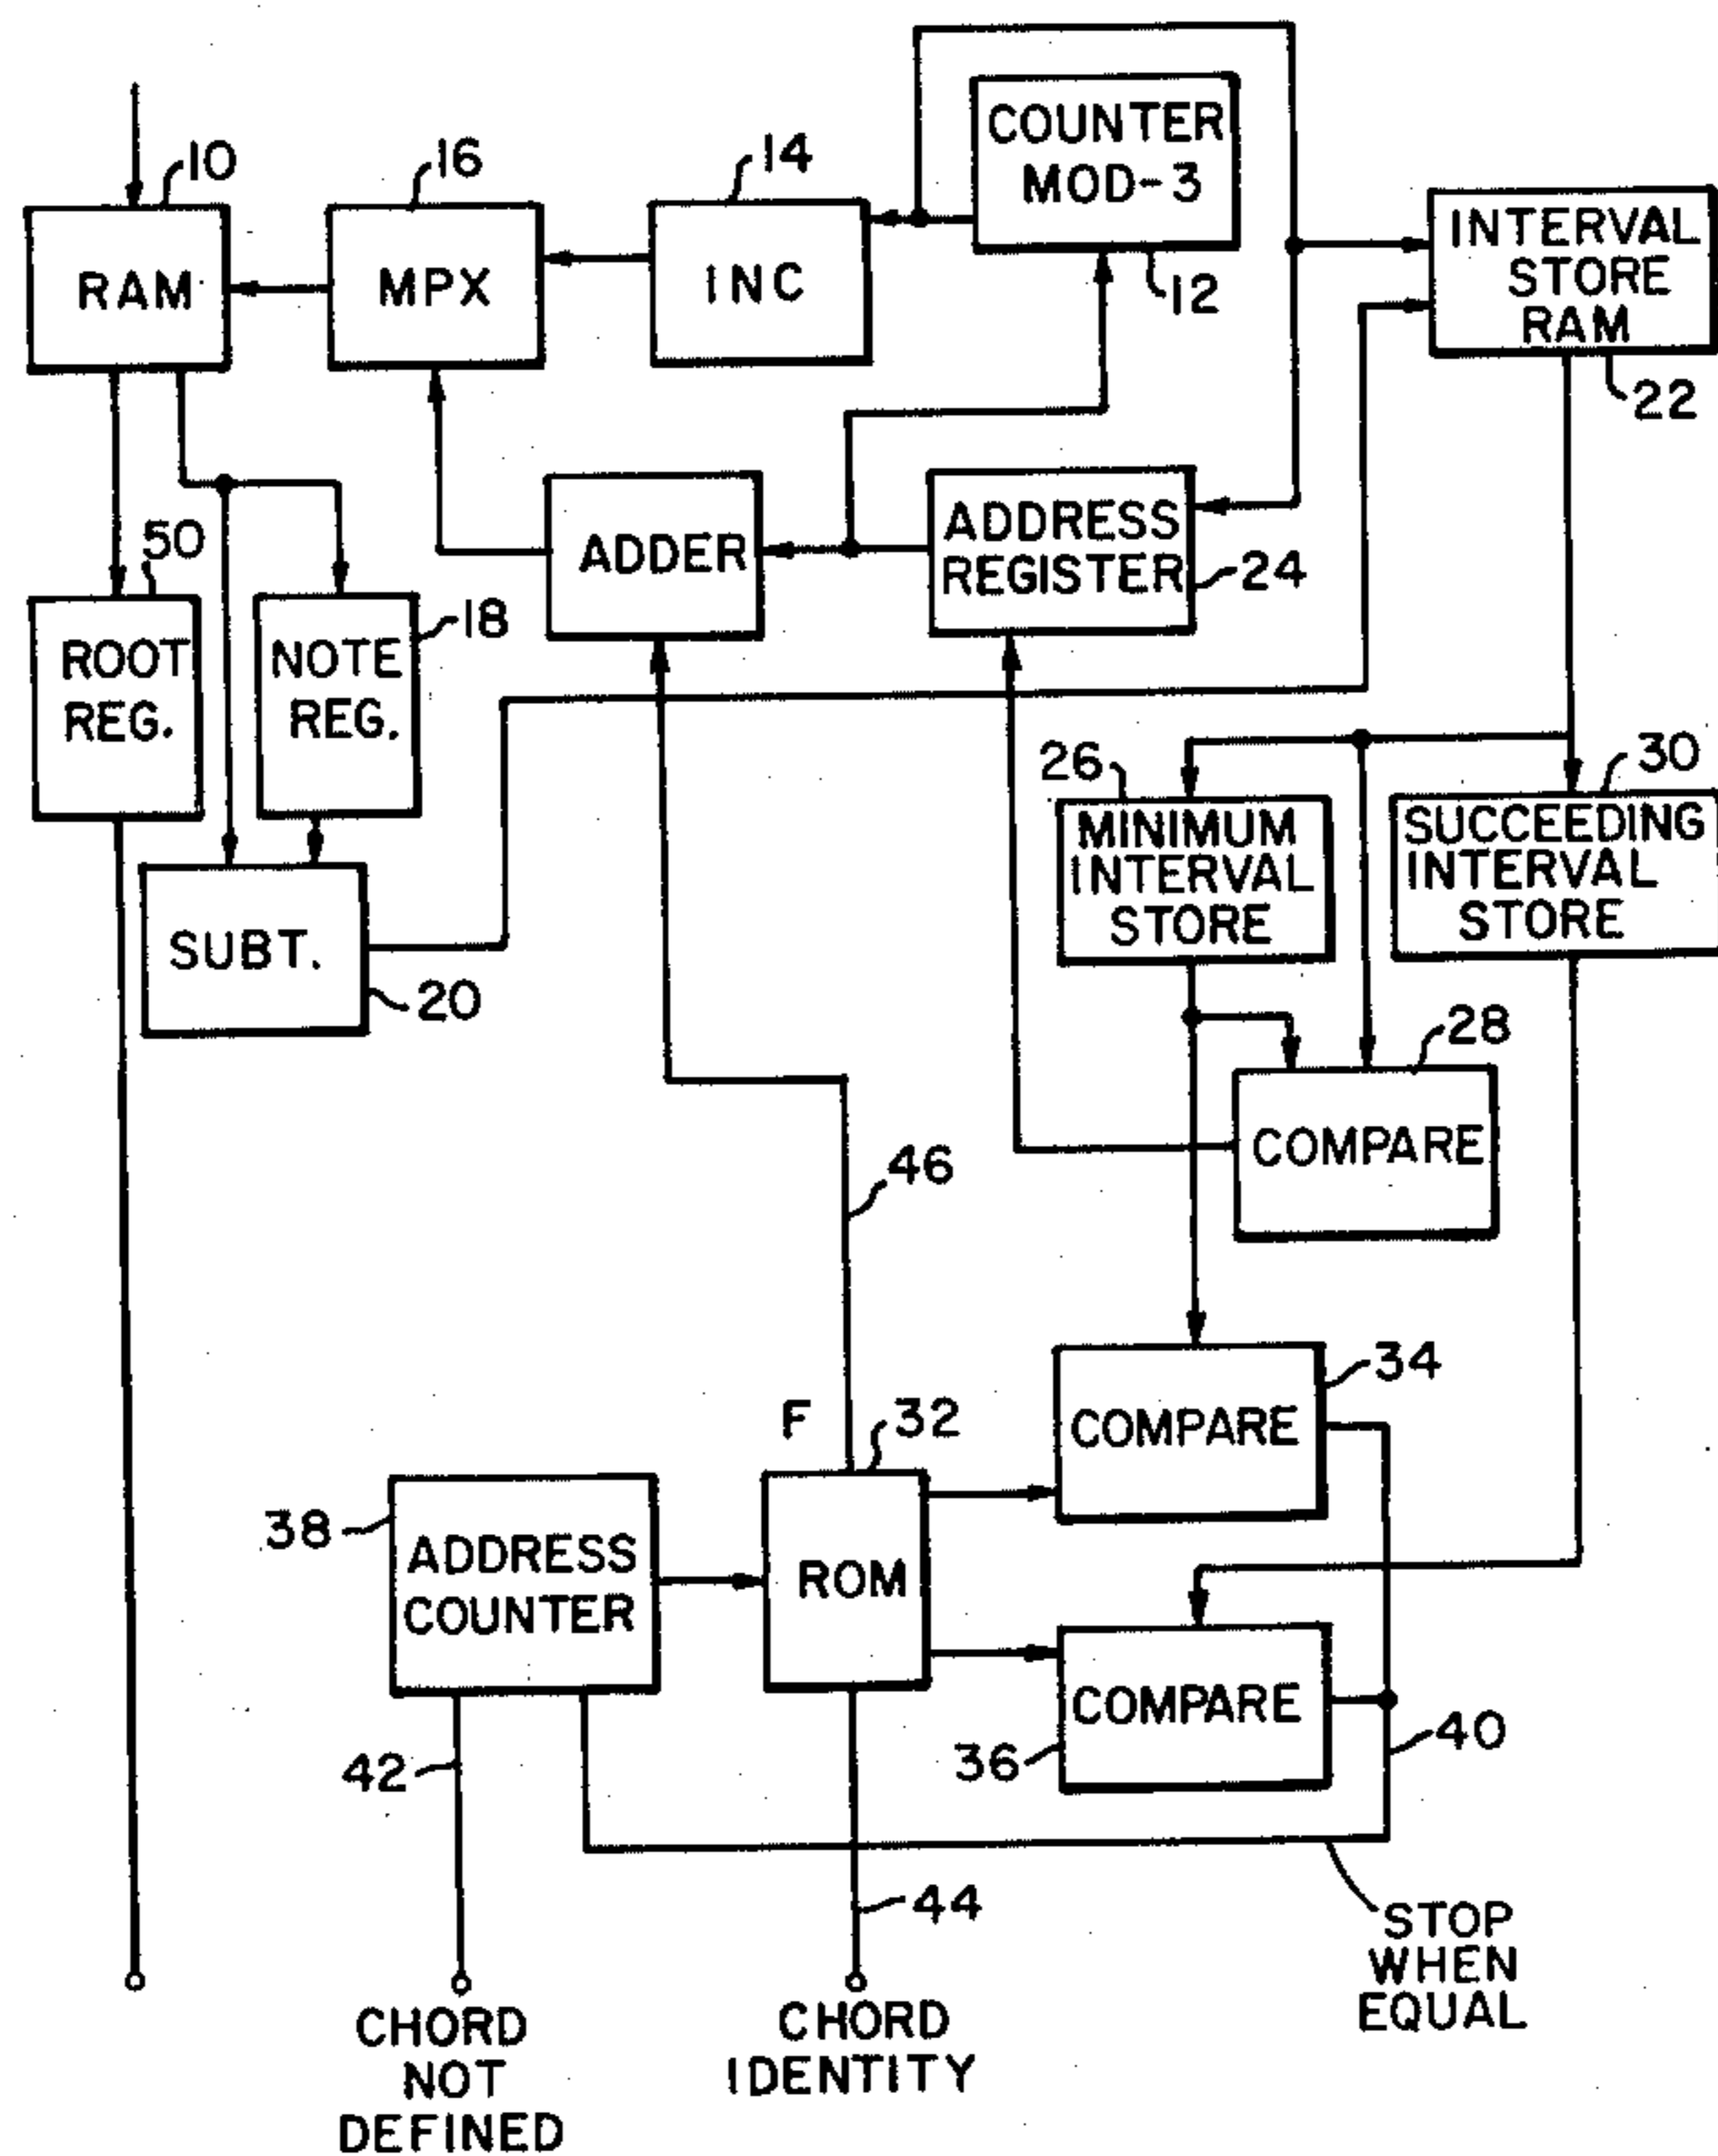 10
16
14
COUNTER
MOD-3
12
RAM
MPX
INC
INTERVAL
STORE
RAM
22
50
ROOT
REG.
18
NOTE
REG.
ADDER
ADDRESS
REGISTER
24
SUBT.
20
26
MINIMUM
INTERVAL
STORE
30
SUCCEEDING
INTERVAL
STORE
28
COMPARE
46
F
32
34
COMPARE
38
ADDRESS
COUNTER
ROM
COMPARE
36
40
42
44
STOP
WHEN
EQUAL
CHORD
NOT
DEFINED
CHORD
IDENTITY